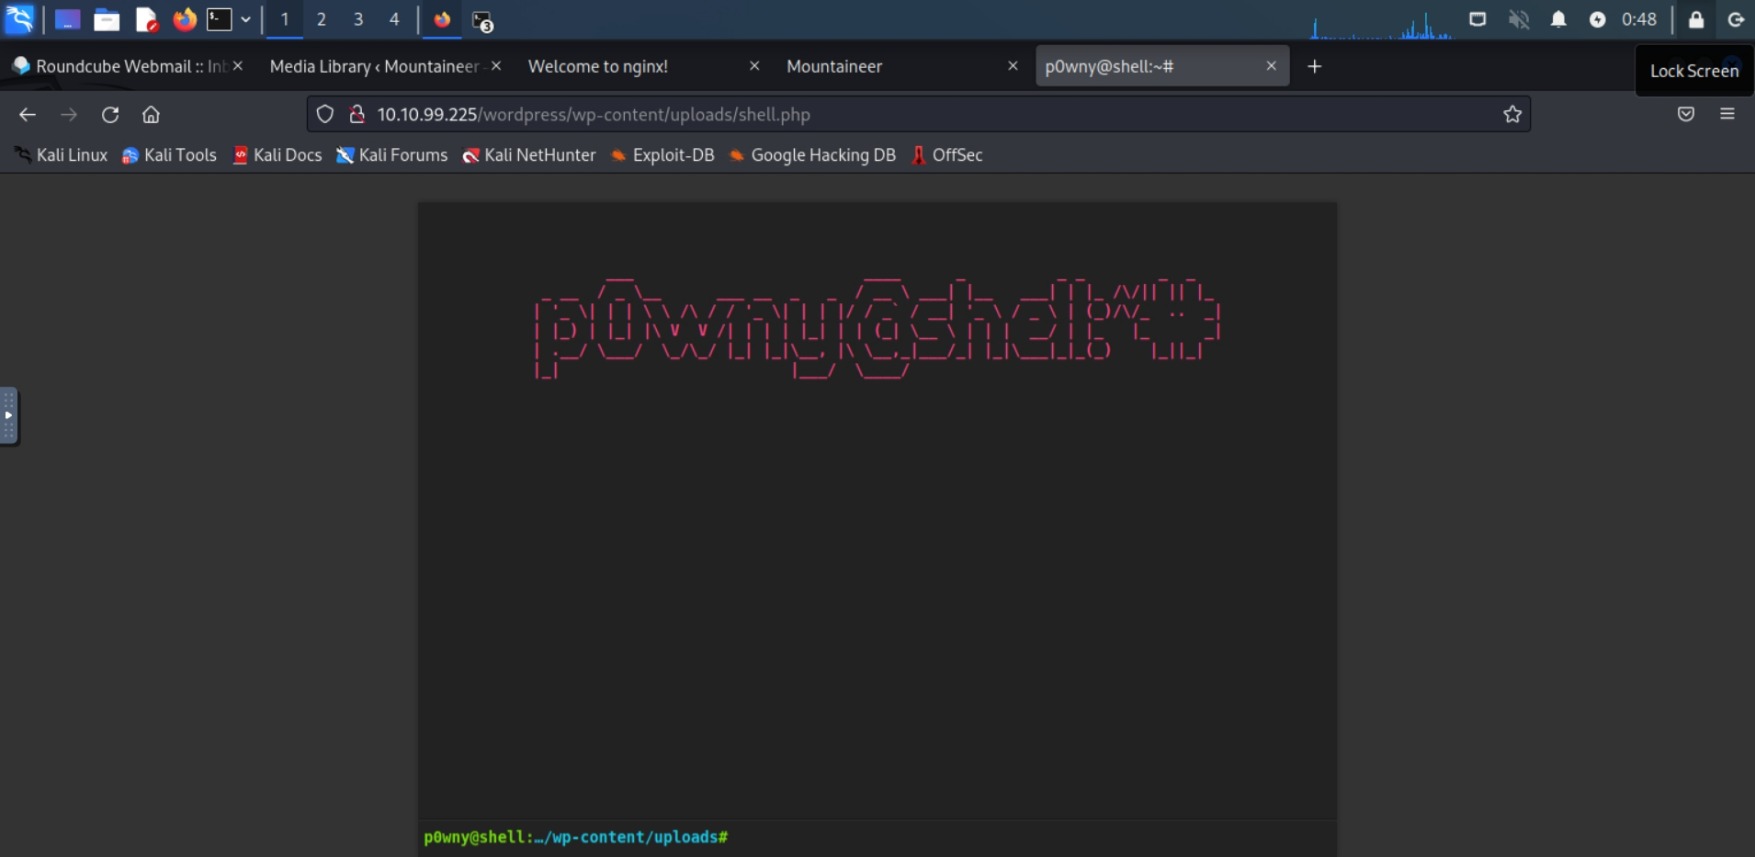 1 2 3 4 3 0:48
Roundcube Webmail :: In Media Library ‹ Mountaineer Welcome to nginx! Mountaineer p0wny@shell:~# Lock Screen
10.10.99.225/wordpress/wp-content/uploads/shell.php
Kali Linux Kali Tools Kali Docs Kali Forums Kali NetHunter Exploit-DB Google Hacking DB OffSec
p0wny@shell:~#
p0wny@shell:…/wp-content/uploads#